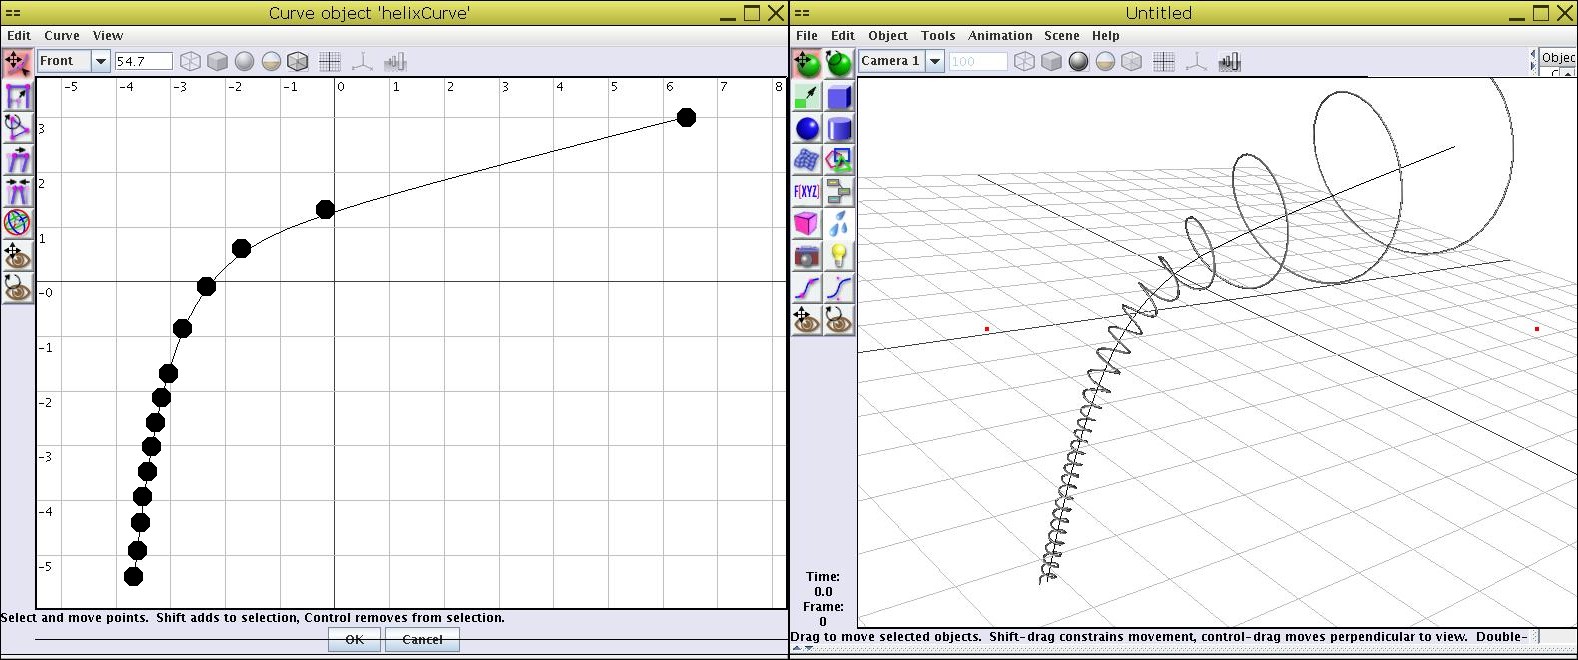 Curve object 'helixCurve'
Edit Curve View
Front 54.7
-5 -4 -3 -2 -1 0 1 2 3 4 5 6 7 8
3
2
1
-0
-1
-2
-3
-4
-5
Select and move points. Shift adds to selection, Control removes from selection.
OK Cancel
Untitled
File Edit Object Tools Animation Scene Help
Camera 1 100
Objec
F(XYZ)
Time:
0.0
Frame:
0
Drag to move selected objects. Shift-drag constrains movement, control-drag moves perpendicular to view. Double-